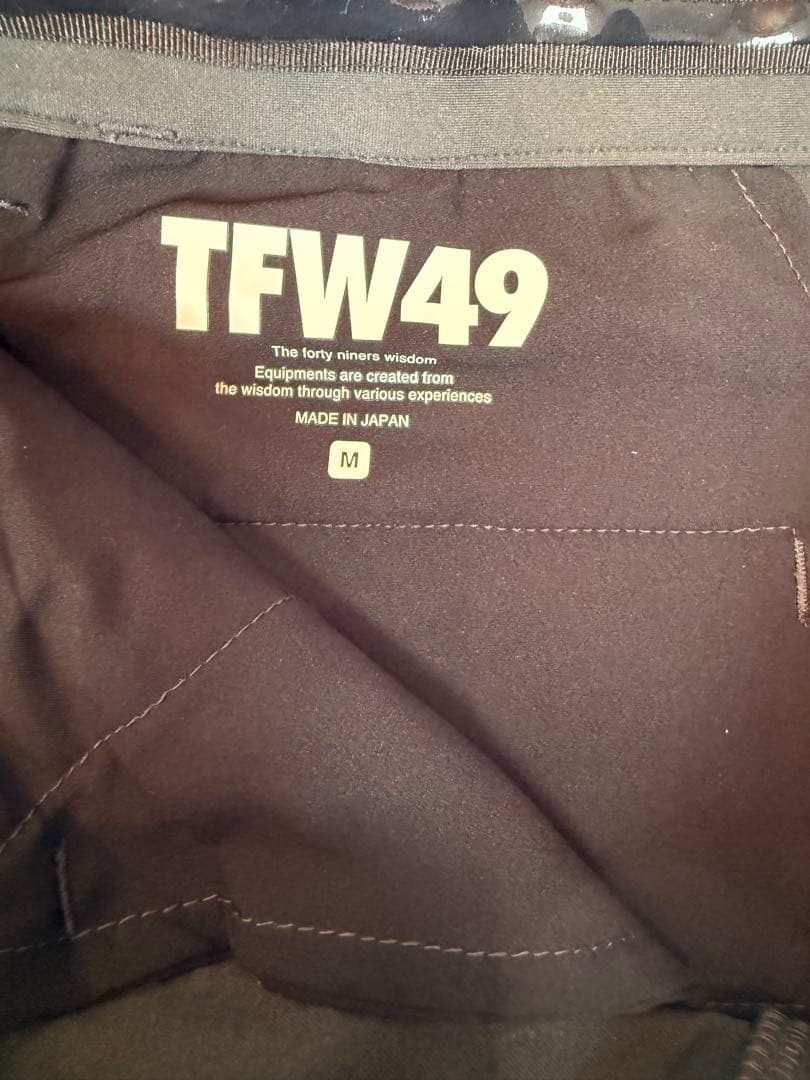 TFW49
The forty niners wisdom
Equipments are created from
the wisdom through various experiences
MADE IN JAPAN
M